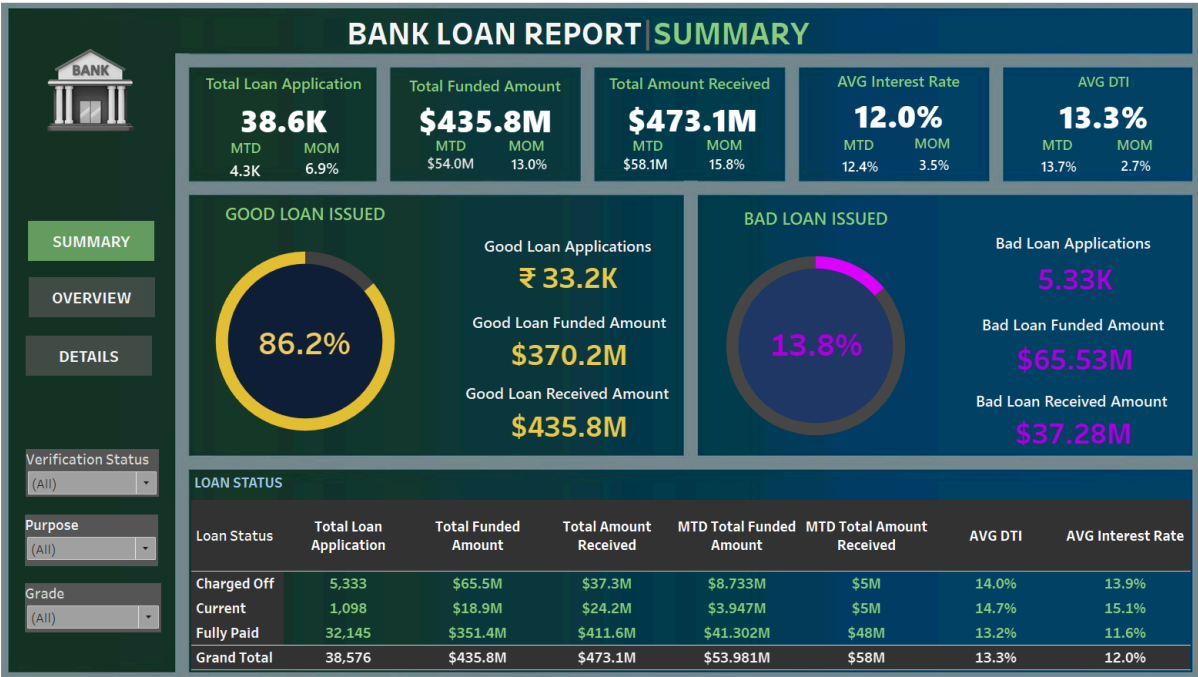 BANK LOAN REPORT|SUMMARY
BANK
Total Loan Application
38.6K
MTD MOM
4.3K 6.9%
Total Funded Amount
$435.8M
MTD MOM
$54.0M 13.0%
Total Amount Received
$473.1M
MTD MOM
$58.1M 15.8%
AVG Interest Rate
12.0%
MTD MOM
12.4% 3.5%
AVG DTI
13.3%
MTD MOM
13.7% 2.7%
SUMMARY
OVERVIEW
DETAILS
Verification Status
(All)
Purpose
(All)
Grade
(All)
GOOD LOAN ISSUED
86.2%
Good Loan Applications
₹ 33.2K
Good Loan Funded Amount
$370.2M
Good Loan Received Amount
$435.8M
BAD LOAN ISSUED
13.8%
Bad Loan Applications
5.33K
Bad Loan Funded Amount
$65.53M
Bad Loan Received Amount
$37.28M
LOAN STATUS
Loan Status Total Loan Application Total Funded Amount Total Amount Received MTD Total Funded Amount MTD Total Amount Received AVG DTI AVG Interest Rate
Charged Off 5,333 $65.5M $37.3M $8.733M $5M 14.0% 13.9%
Current 1,098 $18.9M $24.2M $3.947M $5M 14.7% 15.1%
Fully Paid 32,145 $351.4M $411.6M $41.302M $48M 13.2% 11.6%
Grand Total 38,576 $435.8M $473.1M $53.981M $58M 13.3% 12.0%